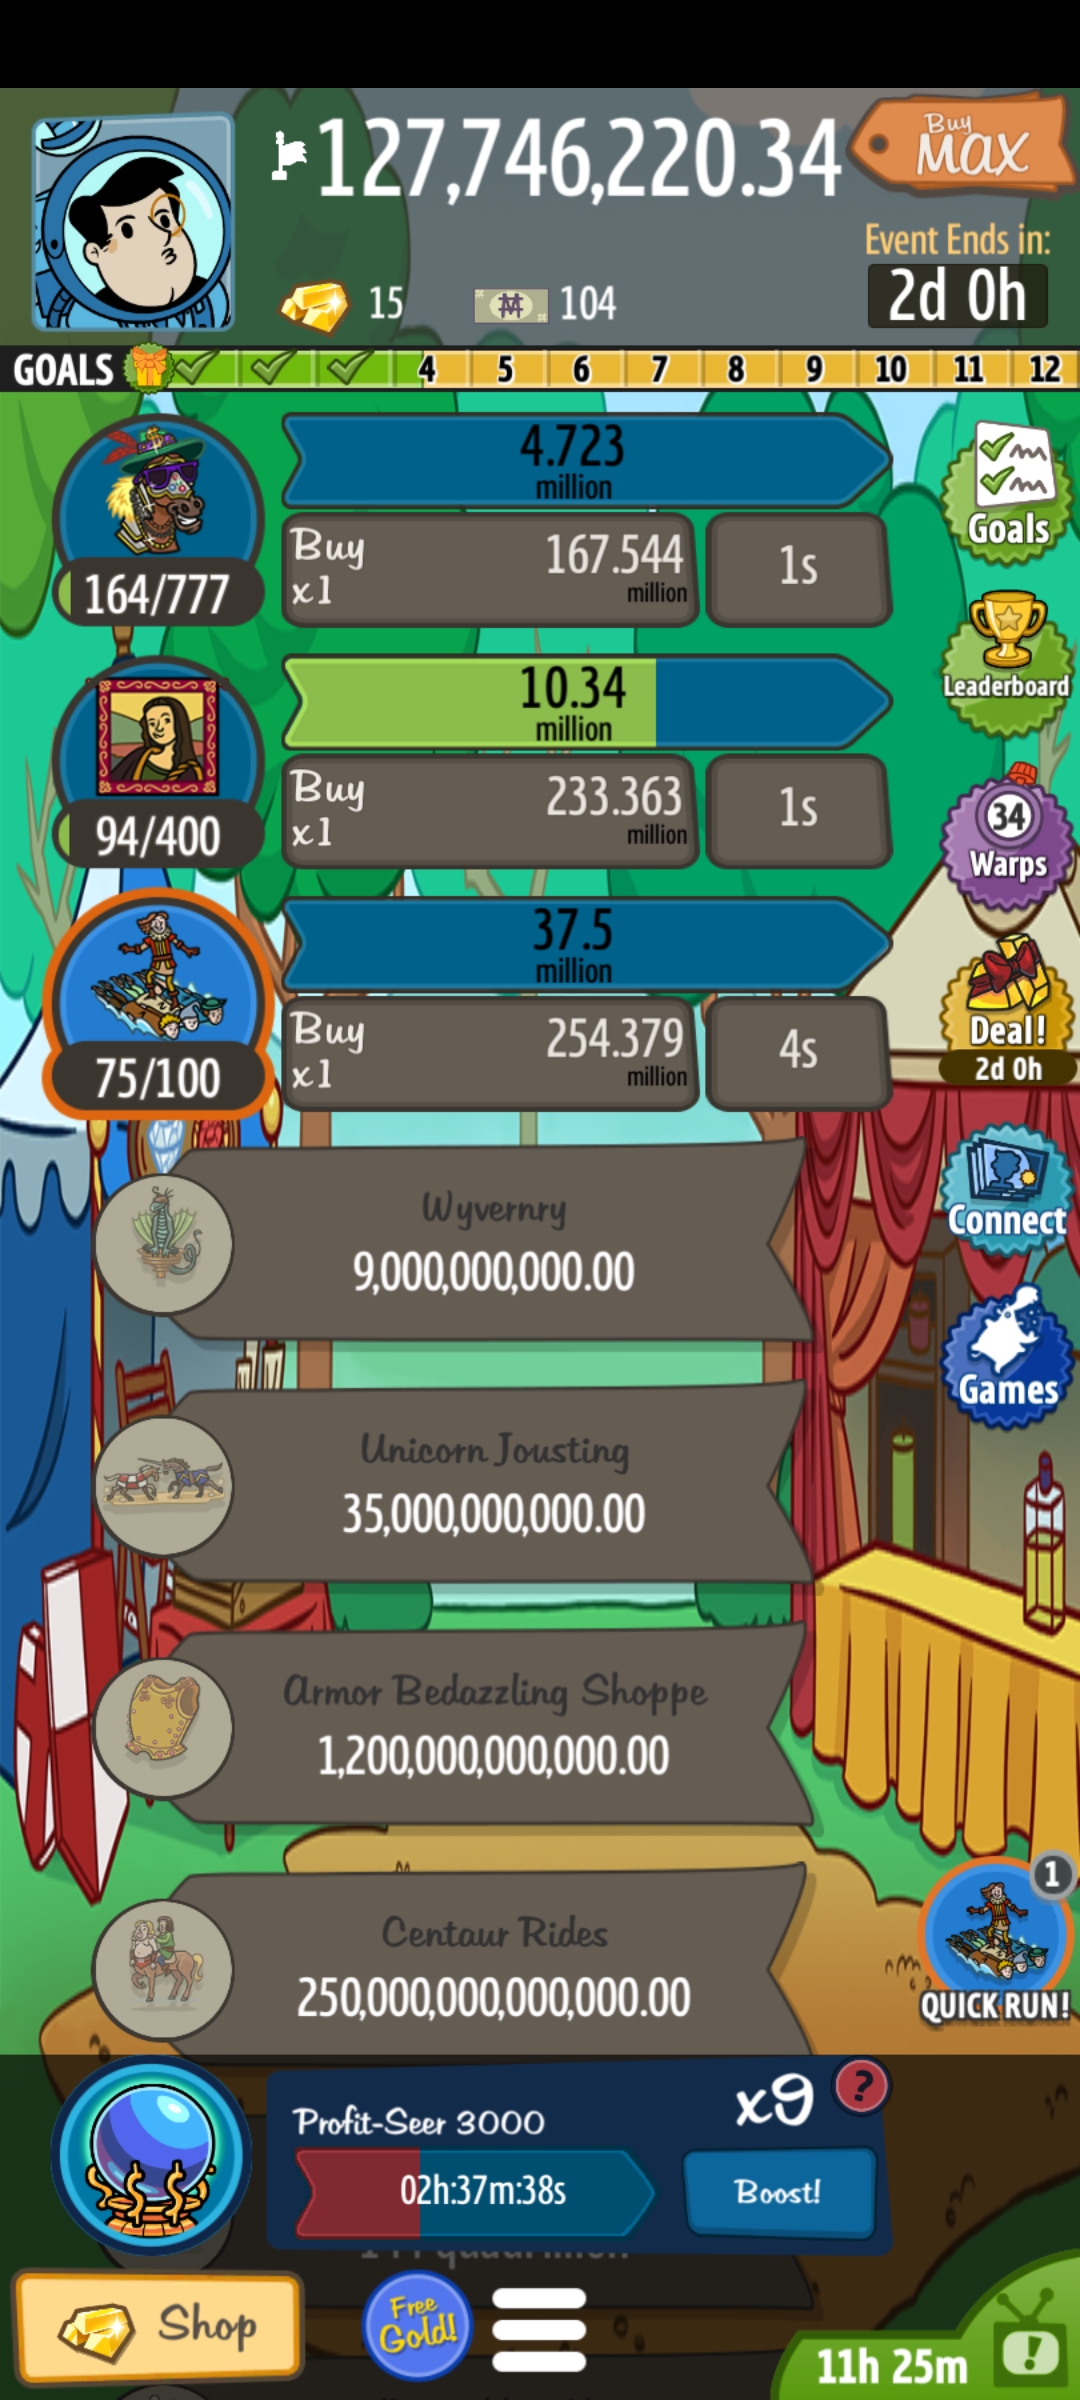 127,746,220.34
Buy
MAX
15
104
Event Ends in:
2d 0h
GOALS 4 5 6 7 8 9 10 11 12
4.723
million
Buy
x1
167.544
million
1s
164/777
Goals
10.34
million
Leaderboard
Buy
x1
233.363
million
1s
94/400
34
Warps
37.5
million
Buy
x1
254.379
million
4s
75/100
Deal!
2d 0h
Wyvernry
9,000,000,000.00
Connect
Unicorn Jousting
35,000,000,000.00
Games
Armor Bedazzling Shoppe
1,200,000,000,000.00
Centaur Rides
250,000,000,000,000.00
1
QUICK RUN!
Profit-Seer 3000
x9
?
02h:37m:38s
Boost!
Shop
Free
Gold!
11h 25m
!